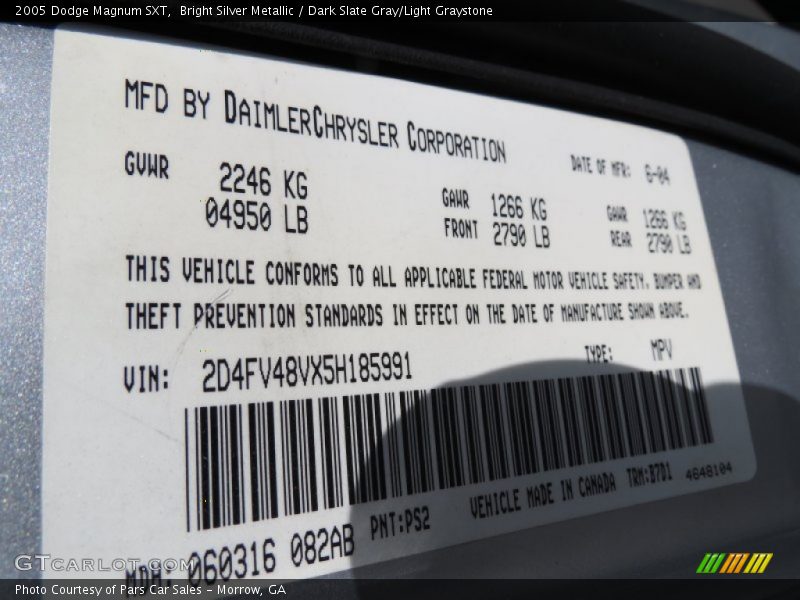 2005 Dodge Magnum SXT, Bright Silver Metallic / Dark Slate Gray/Light Graystone
MFD BY DAIMLERCHRYSLER CORPORATION
DATE OF MFR: 6-04
GVWR 2246 KG
04950 LB
GAWR 1266 KG
FRONT 2790 LB
GAWR 1266 KG
REAR 2790 LB
THIS VEHICLE CONFORMS TO ALL APPLICABLE FEDERAL MOTOR VEHICLE SAFETY, BUMPER AND
THEFT PREVENTION STANDARDS IN EFFECT ON THE DATE OF MANUFACTURE SHOWN ABOVE.
VIN: 2D4FV48VX5H185991 TYPE: MPV
MDH: 060316 082AB PNT:PS2 VEHICLE MADE IN CANADA TRM:B7D1 4648104
GTCarLot.com
Photo Courtesy of Pars Car Sales - Morrow, GA